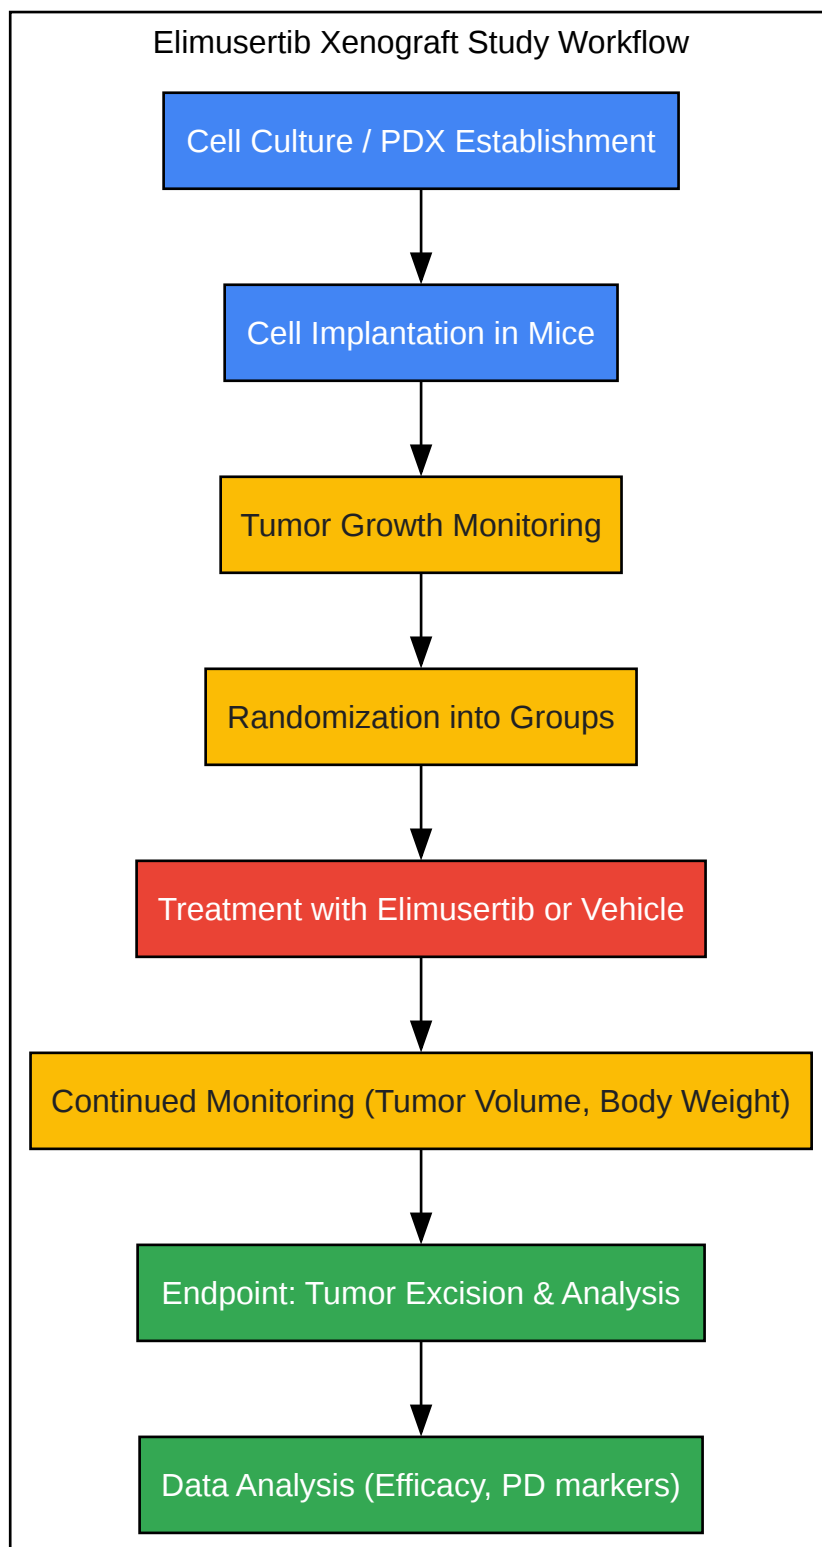 Elimusertib Xenograft Study Workflow
Cell Culture / PDX Establishment
Cell Implantation in Mice
Tumor Growth Monitoring
Randomization into Groups
Treatment with Elimusertib or Vehicle
Continued Monitoring (Tumor Volume, Body Weight)
Endpoint: Tumor Excision & Analysis
Data Analysis (Efficacy, PD markers)